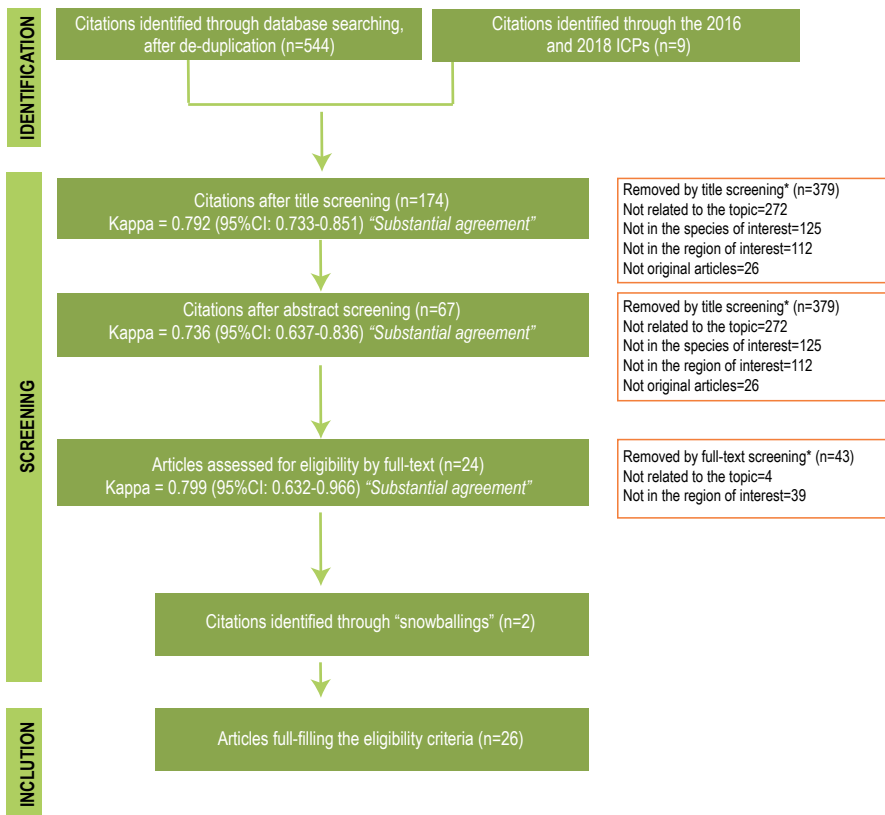 IDENTIFICATION
Citations identified through database searching,
after de-duplication (n=544)
Citations identified through the 2016
and 2018 ICPs (n=9)
SCREENING
Citations after title screening (n=174)
Kappa = 0.792 (95%CI: 0.733-0.851) “Substantial agreement”
Removed by title screening* (n=379)
Not related to the topic=272
Not in the species of interest=125
Not in the region of interest=112
Not original articles=26
Citations after abstract screening (n=67)
Kappa = 0.736 (95%CI: 0.637-0.836) “Substantial agreement”
Removed by title screening* (n=379)
Not related to the topic=272
Not in the species of interest=125
Not in the region of interest=112
Not original articles=26
Articles assessed for eligibility by full-text (n=24)
Kappa = 0.799 (95%CI: 0.632-0.966) “Substantial agreement”
Removed by full-text screening* (n=43)
Not related to the topic=4
Not in the region of interest=39
Citations identified through “snowballings” (n=2)
INCLUTION
Articles full-filling the eligibility criteria (n=26)